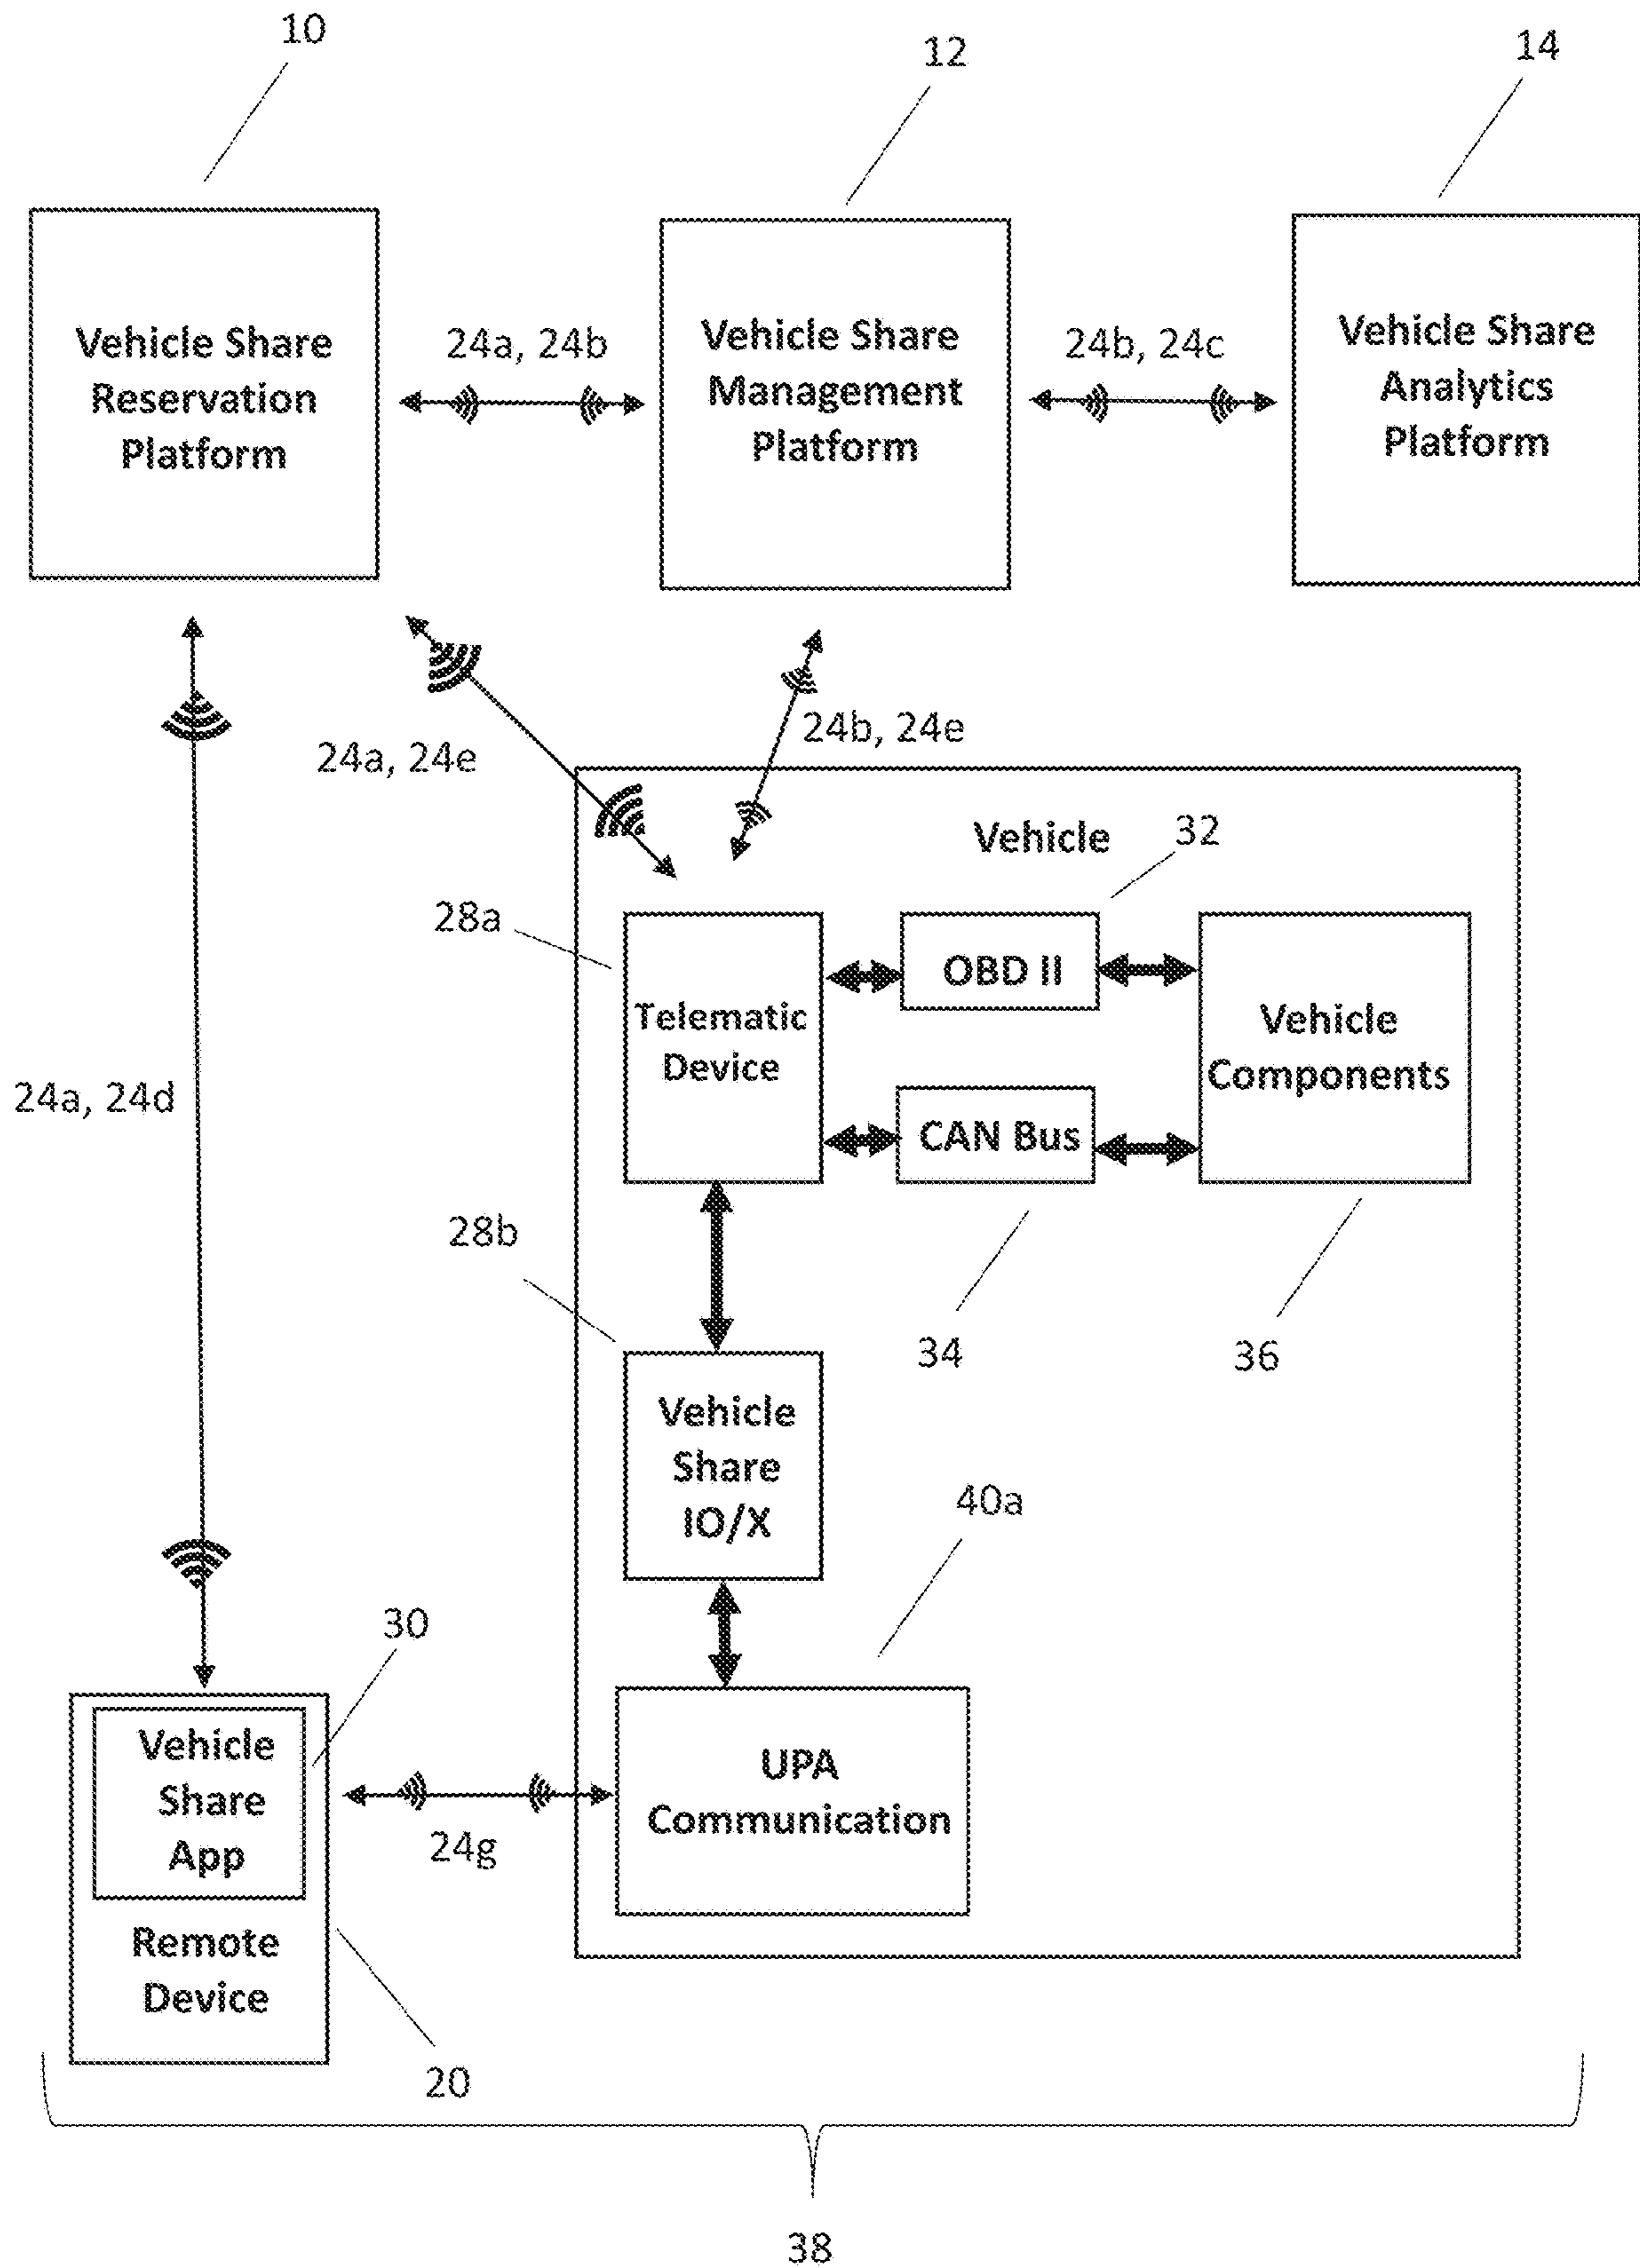 10
12
14
Vehicle Share
Reservation
Platform
24a, 24b
Vehicle Share
Management
Platform
24b, 24c
Vehicle Share
Analytics
Platform
24a, 24e
24b, 24e
Vehicle
32
28a
Telematic
Device
OBD II
Vehicle
Components
24a, 24d
CAN Bus
28b
34
36
Vehicle
Share
IO/X
40a
30
Vehicle
Share
App
Remote
Device
24g
UPA
Communication
20
38